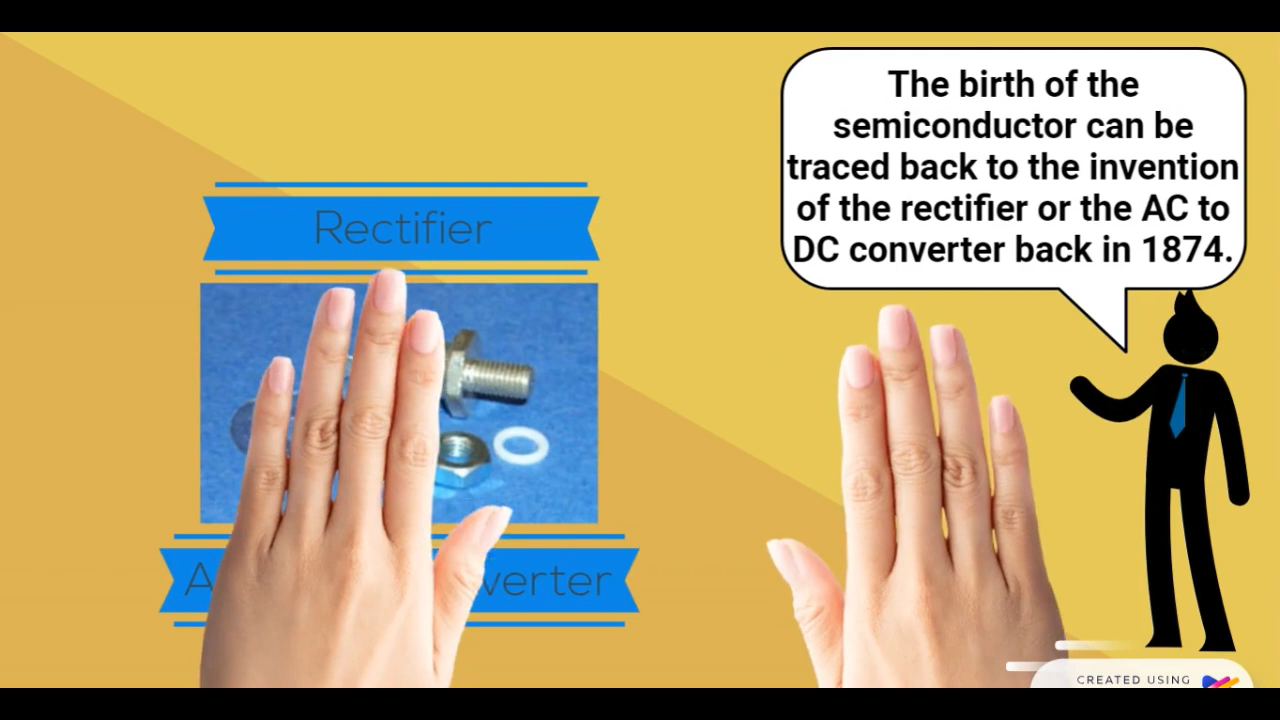 Rectifier
The birth of the
semiconductor can be
traced back to the invention
of the rectifier or the AC to
DC converter back in 1874.
CREATED USING